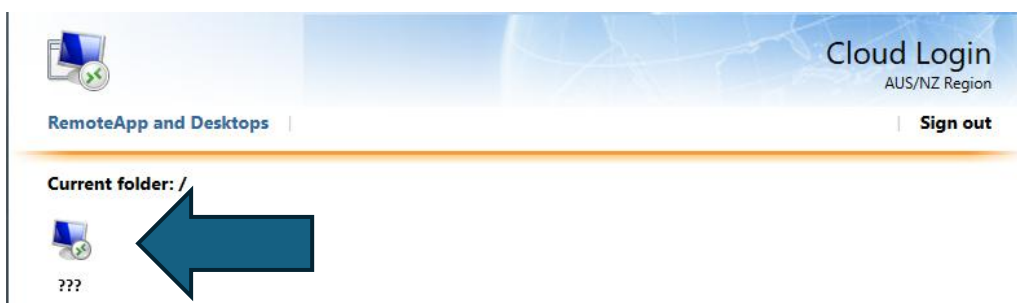 Cloud Login
AUS/NZ Region
RemoteApp and Desktops
Sign out
Current folder: /
???